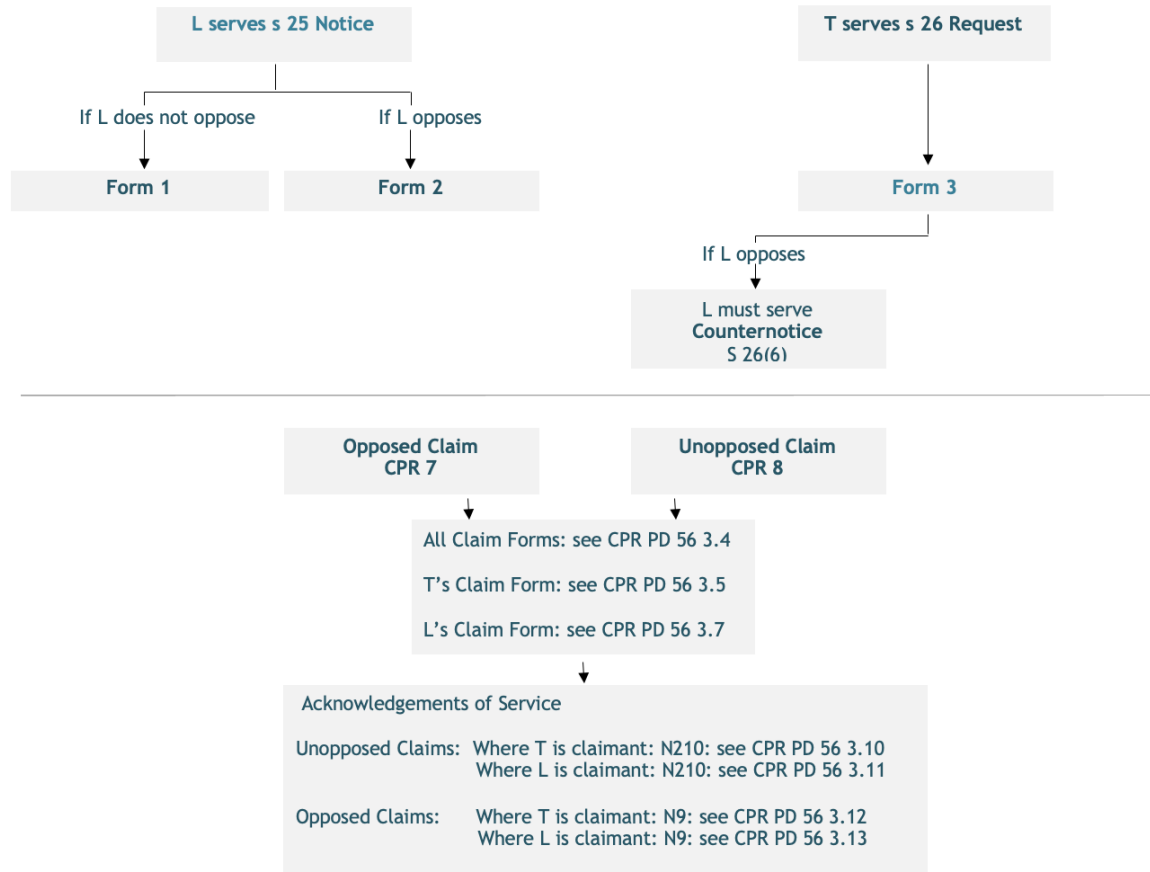 L serves s 25 Notice
T serves s 26 Request
If L does not oppose
If L opposes
Form 1
Form 2
Form 3
If L opposes
L must serve
Counternotice
S 26(6)
Opposed Claim
CPR 7
Unopposed Claim
CPR 8
All Claim Forms: see CPR PD 56 3.4
T’s Claim Form: see CPR PD 56 3.5
L’s Claim Form: see CPR PD 56 3.7
Acknowledgements of Service
Unopposed Claims: Where T is claimant: N210: see CPR PD 56 3.10
Where L is claimant: N210: see CPR PD 56 3.11
Opposed Claims: Where T is claimant: N9: see CPR PD 56 3.12
Where L is claimant: N9: see CPR PD 56 3.13